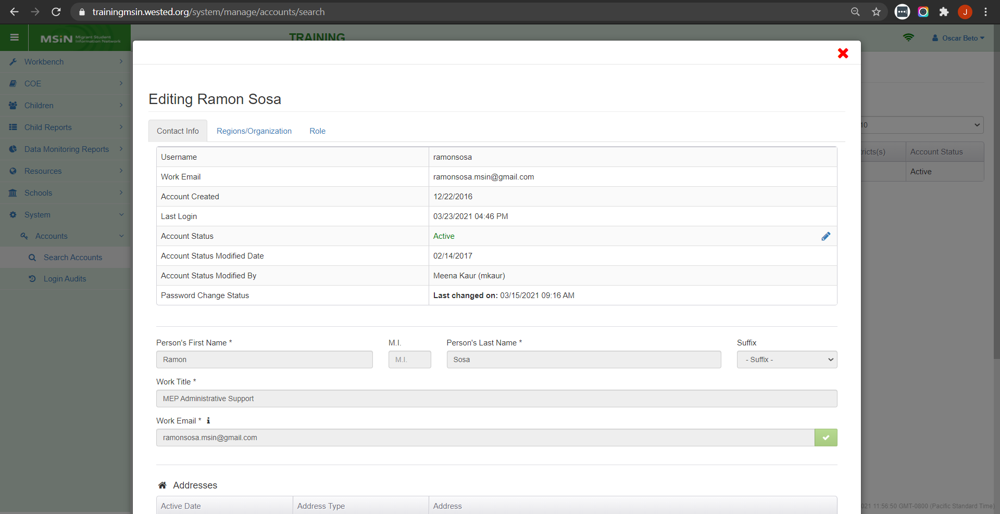 trainingmsin.wested.org/system/manage/accounts/search
J
MSiN Migrant Student Information Network
TRAINING
Oscar Beto
Workbench
COE
Children
Child Reports
Data Monitoring Reports
Resources
Schools
System
Accounts
Search Accounts
Login Audits
Editing Ramon Sosa
Contact Info Regions/Organization Role
Username ramonsosa
Work Email ramonsosa.msin@gmail.com
Account Created 12/22/2016
Last Login 03/23/2021 04:46 PM
Account Status Active
Account Status Modified Date 02/14/2017
Account Status Modified By Meena Kaur (mkaur)
Password Change Status Last changed on: 03/15/2021 09:16 AM
Person's First Name * M.I. Person's Last Name * Suffix
Ramon M.I. Sosa - Suffix -
Work Title *
MEP Administrative Support
Work Email *
ramonsosa.msin@gmail.com
Addresses
Active Date Address Type Address
10
tricts(s) Account Status
Active
021 11:56:50 GMT-0800 (Pacific Standard Time)